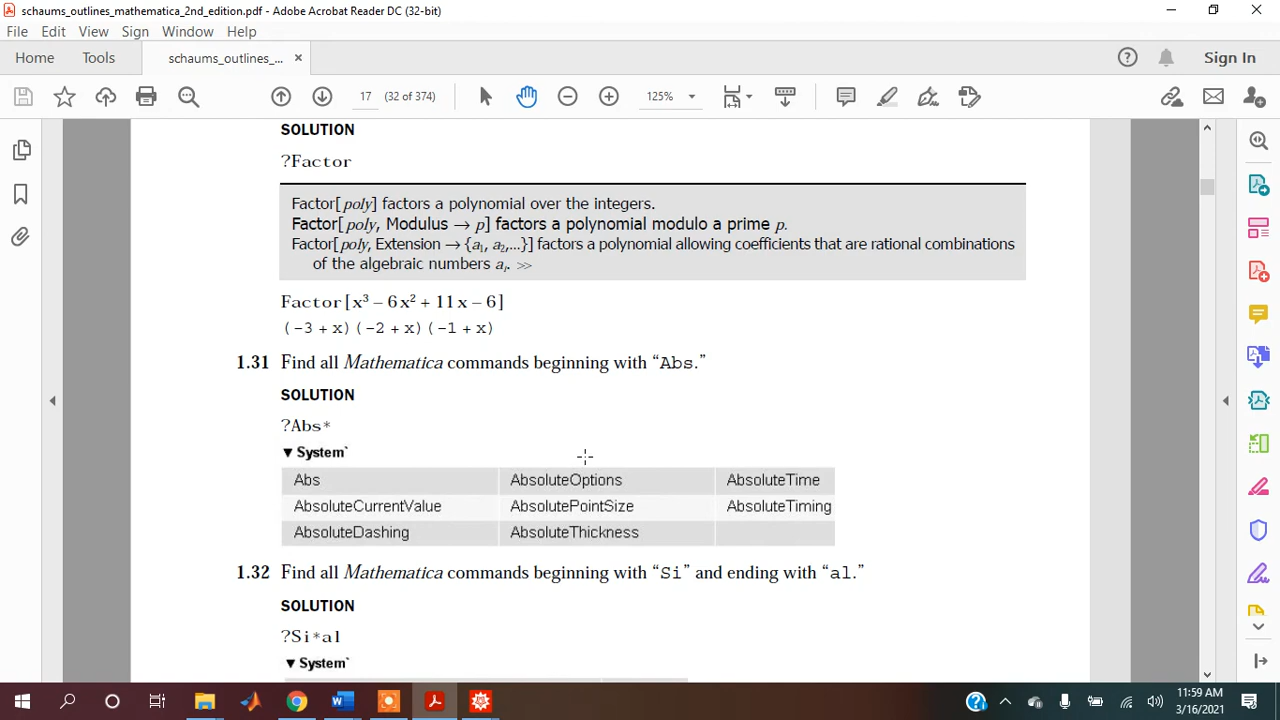 schaums_outlines_mathematica_2nd_edition.pdf - Adobe Acrobat Reader DC (32-bit)
File Edit View Sign Window Help
Home Tools schaums_outlines_... × Sign In
17 (32 of 374) 125%
SOLUTION
?Factor
Factor[poly] factors a polynomial over the integers.
Factor[poly, Modulus → p] factors a polynomial modulo a prime p.
Factor[poly, Extension → {a₁, a₂,...}] factors a polynomial allowing coefficients that are rational combinations
of the algebraic numbers aᵢ. >>
Factor[x³ – 6x² + 11x – 6]
(–3 + x) (–2 + x) (–1 + x)
1.31 Find all Mathematica commands beginning with “Abs.”
SOLUTION
?Abs*
▼ System`
Abs AbsoluteOptions AbsoluteTime
AbsoluteCurrentValue AbsolutePointSize AbsoluteTiming
AbsoluteDashing AbsoluteThickness
1.32 Find all Mathematica commands beginning with “Si” and ending with “al.”
SOLUTION
?Si*al
▼ System`
11:59 AM
3/16/2021